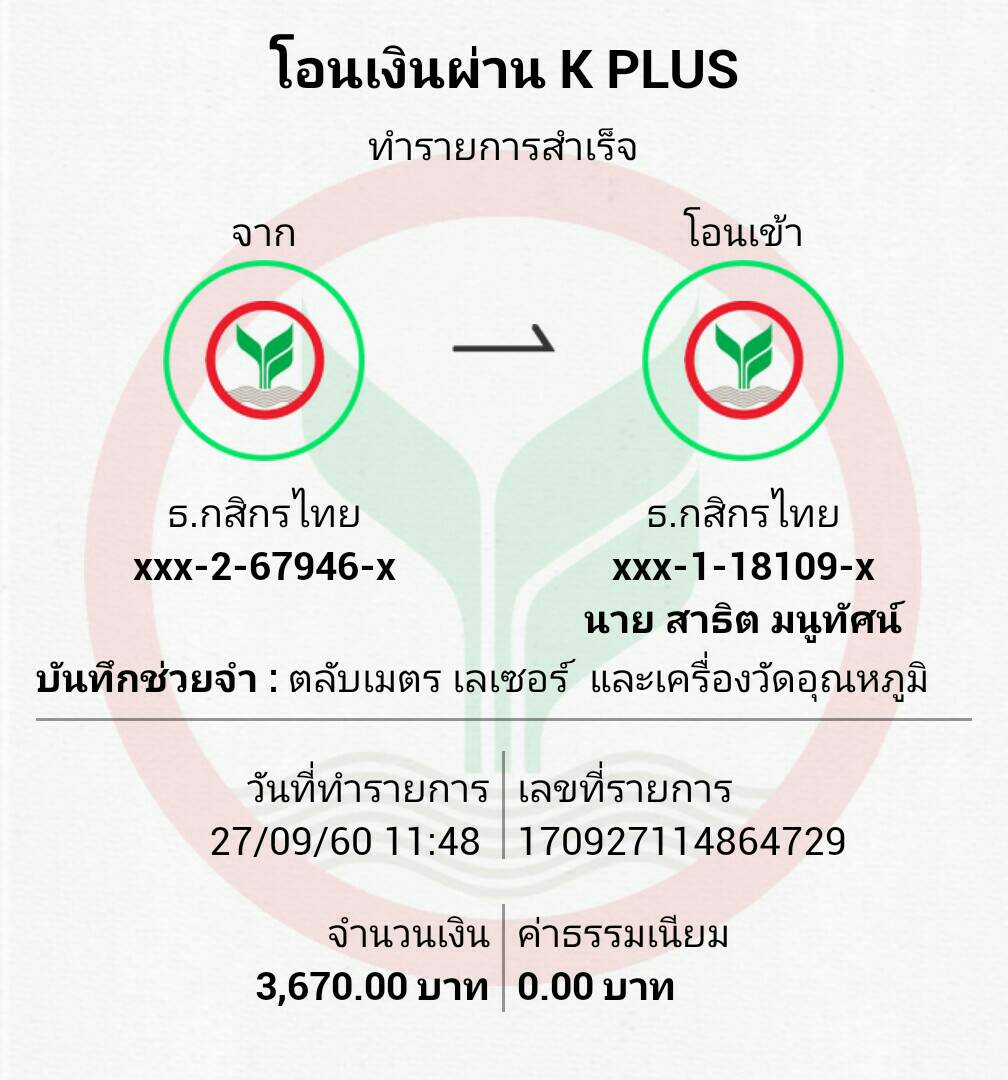 โอนเงินผ่าน K PLUS
ทำรายการสำเร็จ
จาก
โอนเข้า
ธ.กสิกรไทย
xxx-2-67946-x
ธ.กสิกรไทย
xxx-1-18109-x
นาย สาธิต มนูทัศน์
บันทึกช่วยจำ : ตลับเมตร เลเซอร์ และเครื่องวัดอุณหภูมิ
วันที่ทำรายการ
27/09/60 11:48
เลขที่รายการ
170927114864729
จำนวนเงิน
3,670.00 บาท
ค่าธรรมเนียม
0.00 บาท